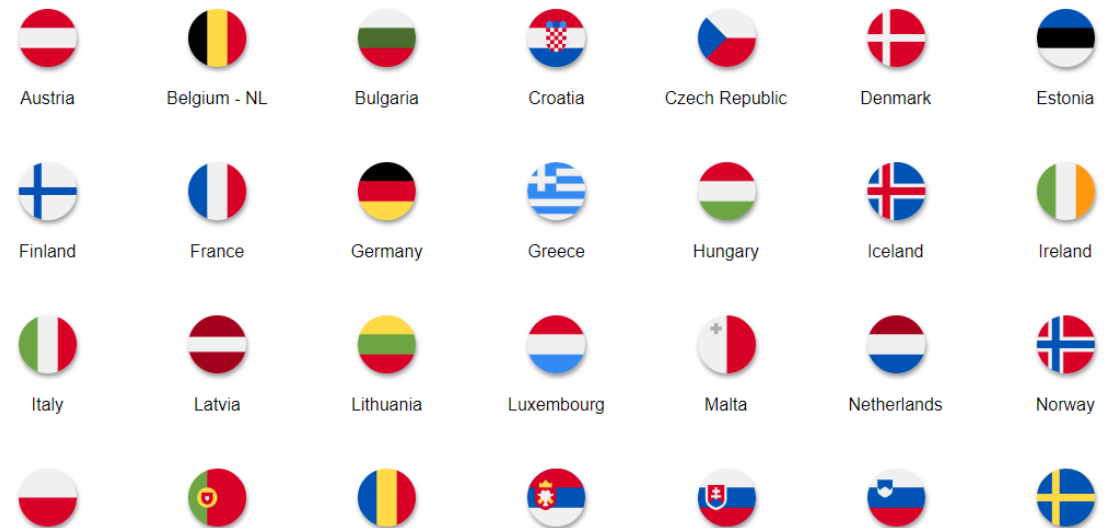 Austria
Belgium - NL
Bulgaria
Croatia
Czech Republic
Denmark
Estonia
Finland
France
Germany
Greece
Hungary
Iceland
Ireland
Italy
Latvia
Lithuania
Luxembourg
Malta
Netherlands
Norway